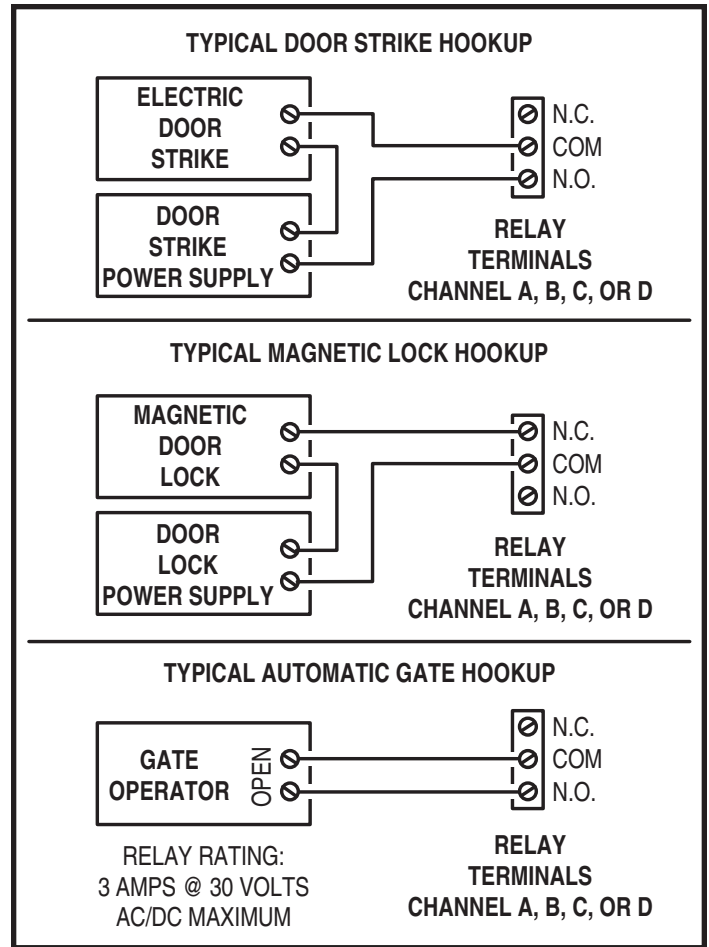 TYPICAL DOOR STRIKE HOOKUP
ELECTRIC
DOOR
STRIKE
DOOR
STRIKE
POWER SUPPLY
N.C.
COM
N.O.
RELAY
TERMINALS
CHANNEL A, B, C, OR D
TYPICAL MAGNETIC LOCK HOOKUP
MAGNETIC
DOOR
LOCK
DOOR
LOCK
POWER SUPPLY
N.C.
COM
N.O.
RELAY
TERMINALS
CHANNEL A, B, C, OR D
TYPICAL AUTOMATIC GATE HOOKUP
GATE
OPERATOR
OPEN
N.C.
COM
N.O.
RELAY RATING:
3 AMPS @ 30 VOLTS
AC/DC MAXIMUM
RELAY
TERMINALS
CHANNEL A, B, C, OR D